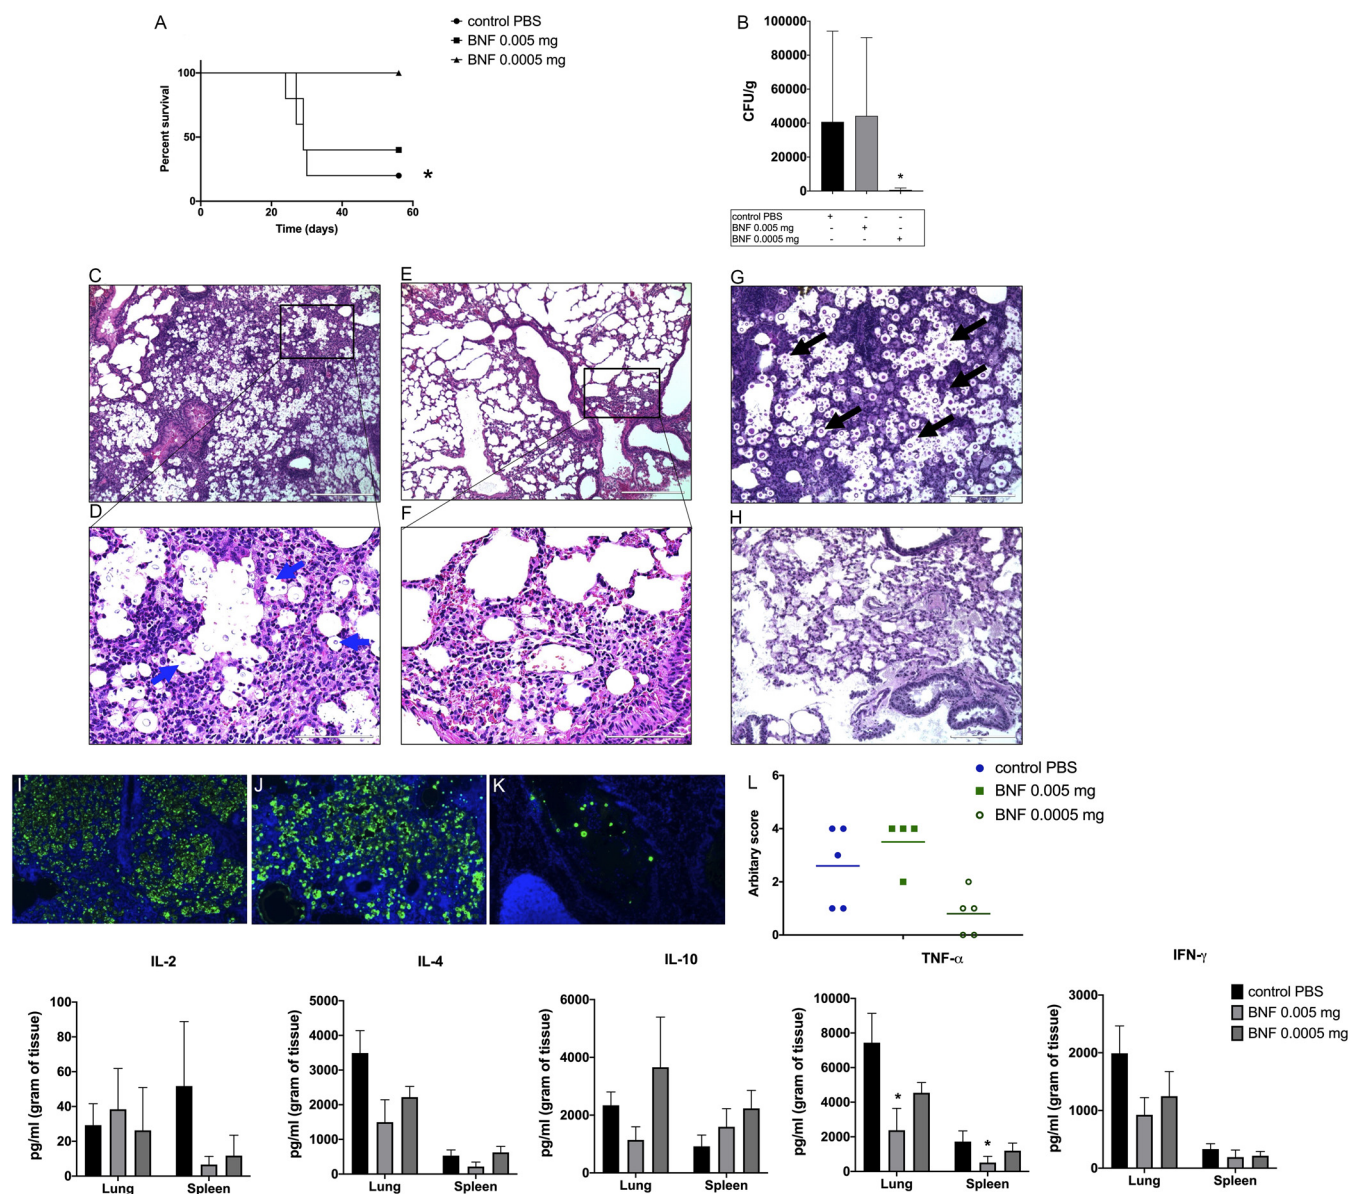 A
control PBS
BNF 0.005 mg
BNF 0.0005 mg
Percent survival
100
50
0
0 20 40 60
Time (days)
*
B
CFU/g
100000
80000
60000
40000
20000
0
*
control PBS + - -
BNF 0.005 mg - + -
BNF 0.0005 mg - - +
C
E
G
D
F
H
I
J
K
L
control PBS
BNF 0.005 mg
BNF 0.0005 mg
Arbitary score
6
4
2
0
IL-2
pg/ml (gram of tissue)
100
80
60
40
20
0
Lung Spleen
IL-4
pg/ml (gram of tissue)
5000
4000
3000
2000
1000
0
Lung Spleen
IL-10
pg/ml (gram of tissue)
6000
4000
2000
0
Lung Spleen
TNF-α
pg/ml (gram of tissue)
10000
8000
6000
4000
2000
0
* *
Lung Spleen
IFN-γ
pg/ml (gram of tissue)
3000
2000
1000
0
Lung Spleen
control PBS
BNF 0.005 mg
BNF 0.0005 mg